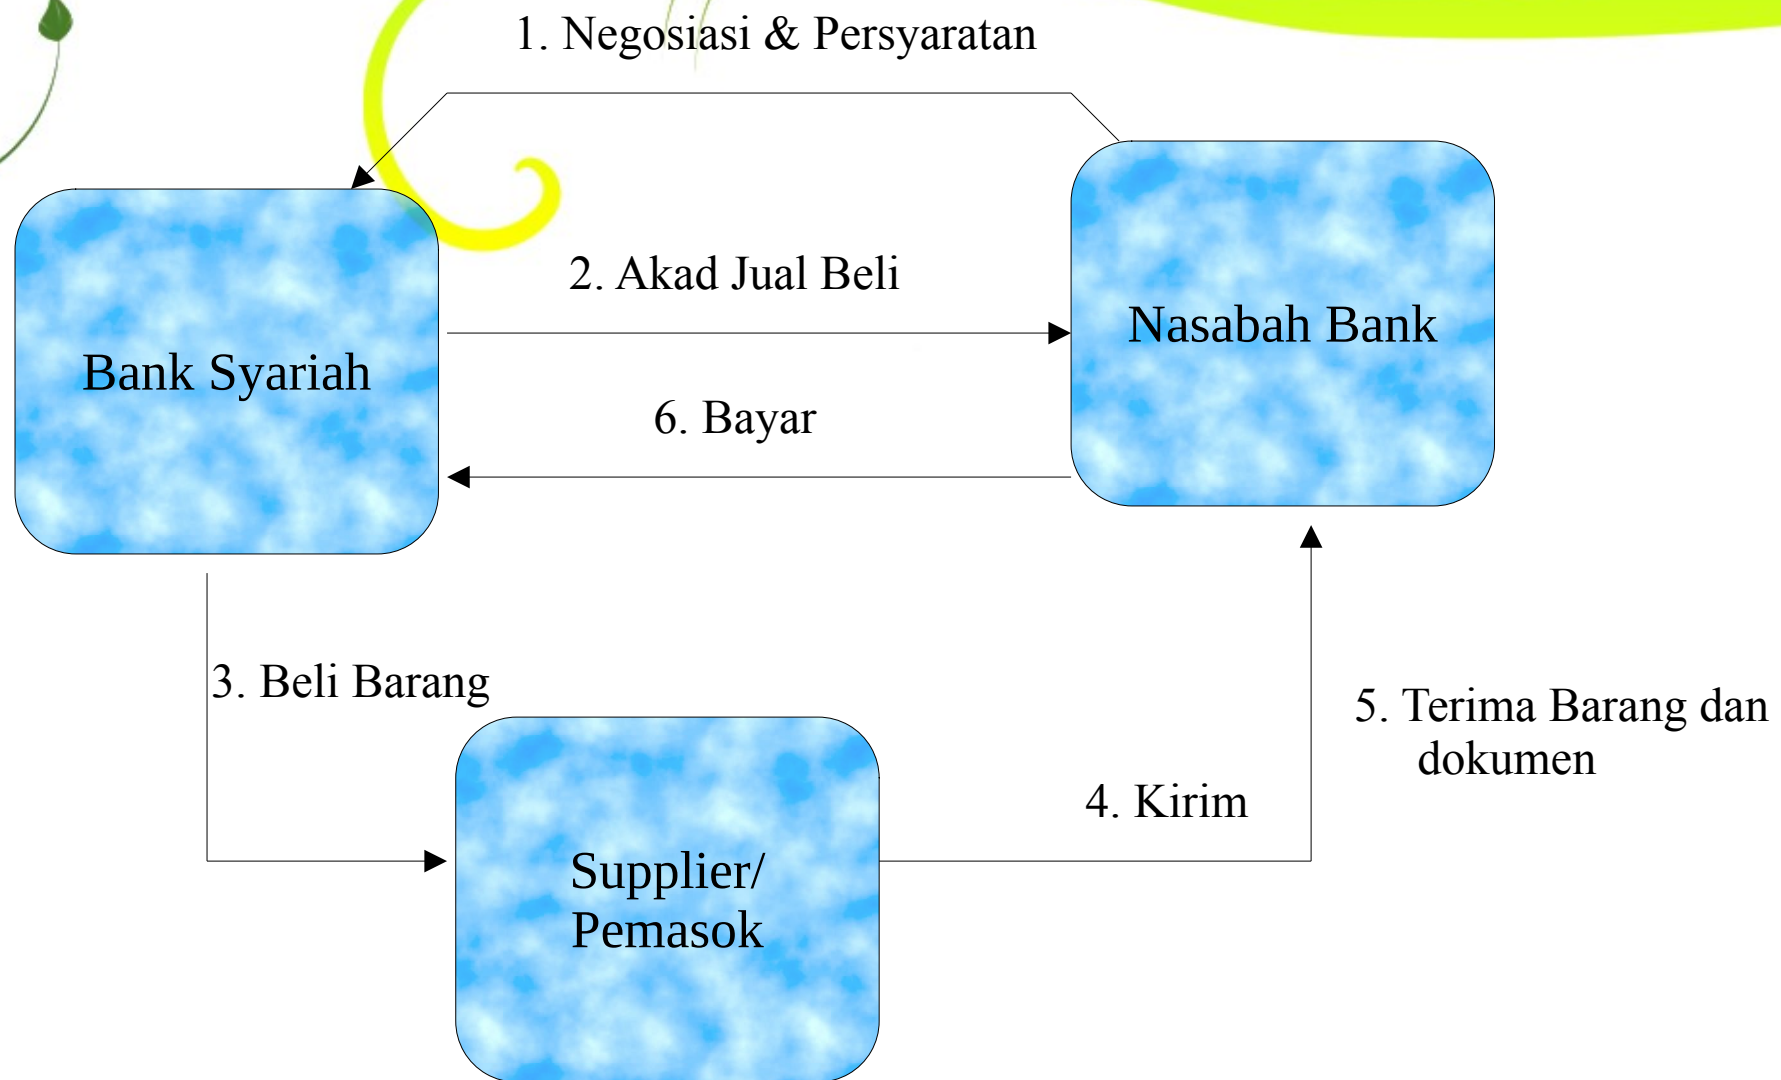 1. Negosiasi & Persyaratan
2. Akad Jual Beli
Nasabah Bank
Bank Syariah
6. Bayar
3. Beli Barang
5. Terima Barang dan
dokumen
4. Kirim
Supplier/
Pemasok